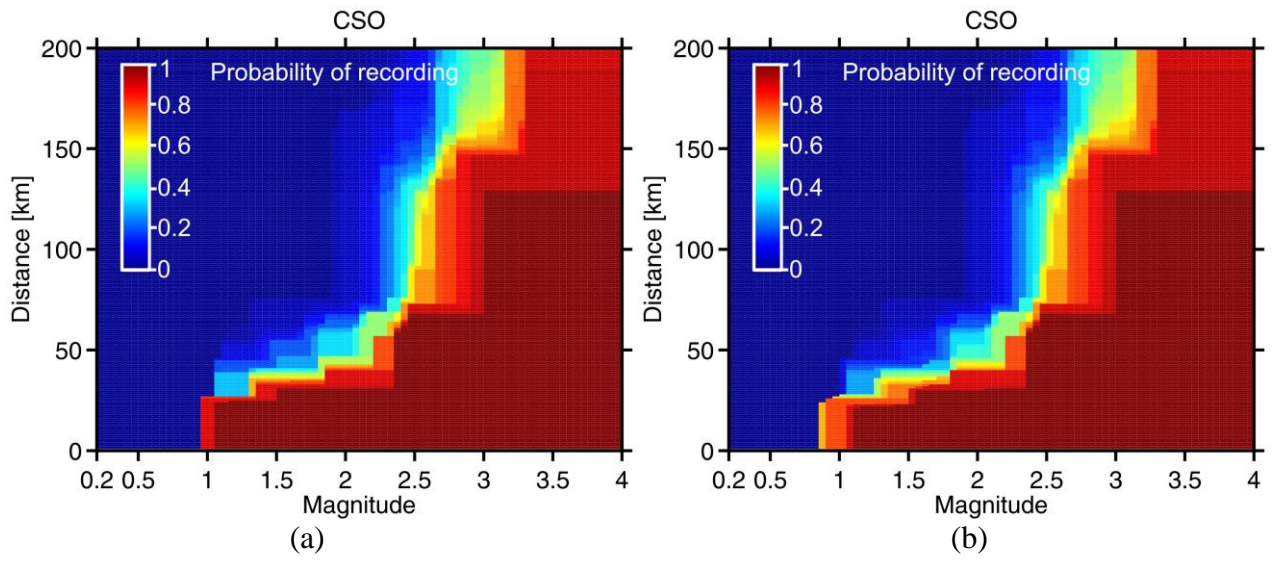 CSO
Probability of recording
200
150
100
50
0
1
0.8
0.6
0.4
0.2
0
Distance [km]
0.2 0.5 1 1.5 2 2.5 3 3.5 4
Magnitude
(a)
CSO
Probability of recording
200
150
100
50
0
1
0.8
0.6
0.4
0.2
0
Distance [km]
0.2 0.5 1 1.5 2 2.5 3 3.5 4
Magnitude
(b)